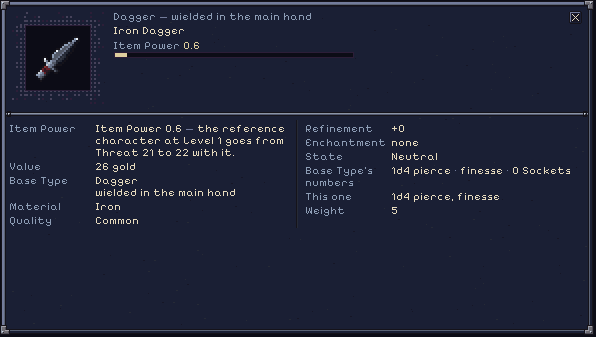 Dagger — wielded in the main hand
Iron Dagger
Item Power 0.6
Item Power Item Power 0.6 — the reference
character at Level 1 goes from
Threat 21 to 22 with it.
Value 26 gold
Base Type Dagger
wielded in the main hand
Material Iron
Quality Common
Refinement +0
Enchantment none
State Neutral
Base Type's 1d4 pierce · finesse · 0 Sockets
numbers
This one 1d4 pierce, finesse
Weight 5